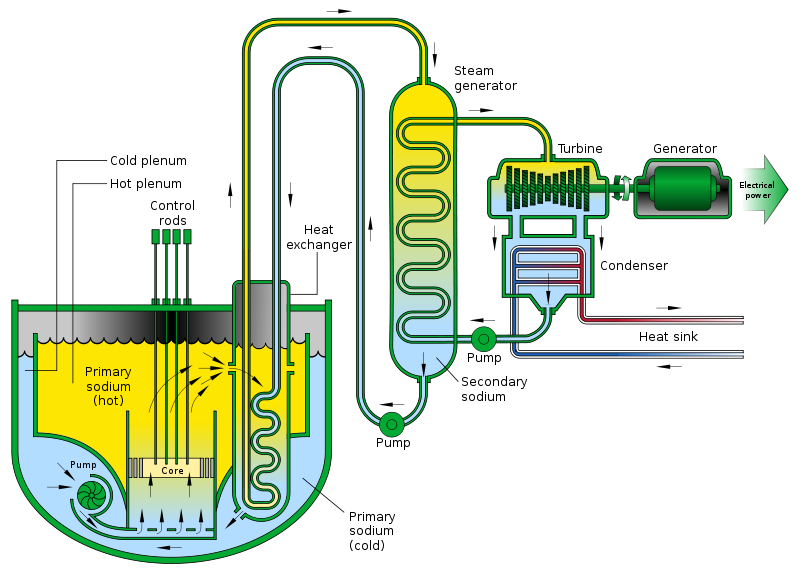 Steam
generator
Turbine
Generator
Cold plenum
Hot plenum
Electrical
power
Control
rods
Heat
exchanger
Condenser
Heat sink
Pump
Primary
sodium
(hot)
Secondary
sodium
Pump
Pump
Core
Primary
sodium
(cold)